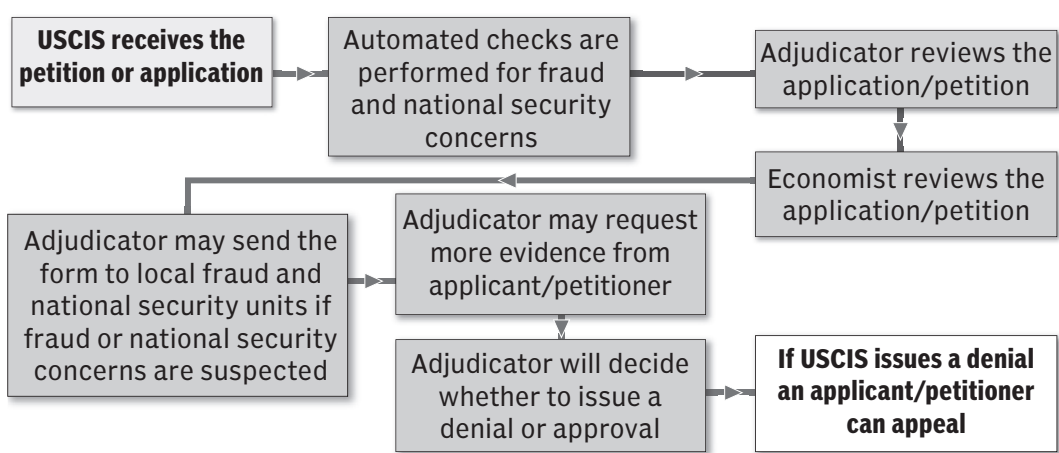 USCIS receives the
petition or application
Automated checks are
performed for fraud
and national security
concerns
Adjudicator reviews the
application/petition
Economist reviews the
application/petition
Adjudicator may send the
form to local fraud and
national security units if
fraud or national security
concerns are suspected
Adjudicator may request
more evidence from
applicant/petitioner
Adjudicator will decide
whether to issue a
denial or approval
If USCIS issues a denial
an applicant/petitioner
can appeal